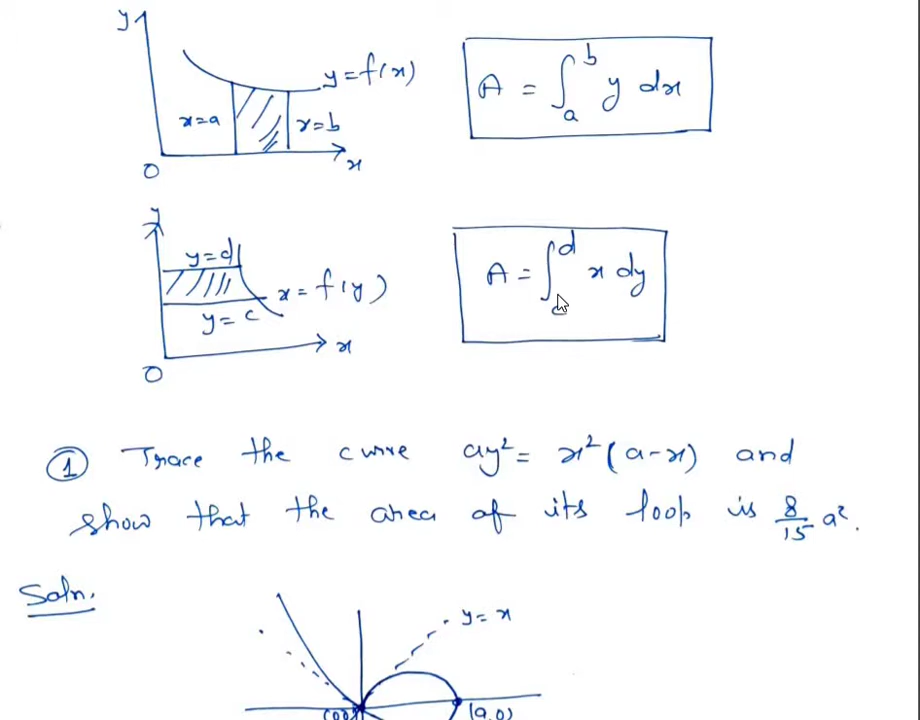 y
y=f(x)
x=a
x=b
O
x
A = ∫_a^b y dx
y
y=d
x = f(y)
y=c
x
O
A = ∫_c^d x dy
① Trace the curve ay² = x²(a-x) and
show that the area of its loop is 8/15 a².
Soln.
y=x
(a,0)